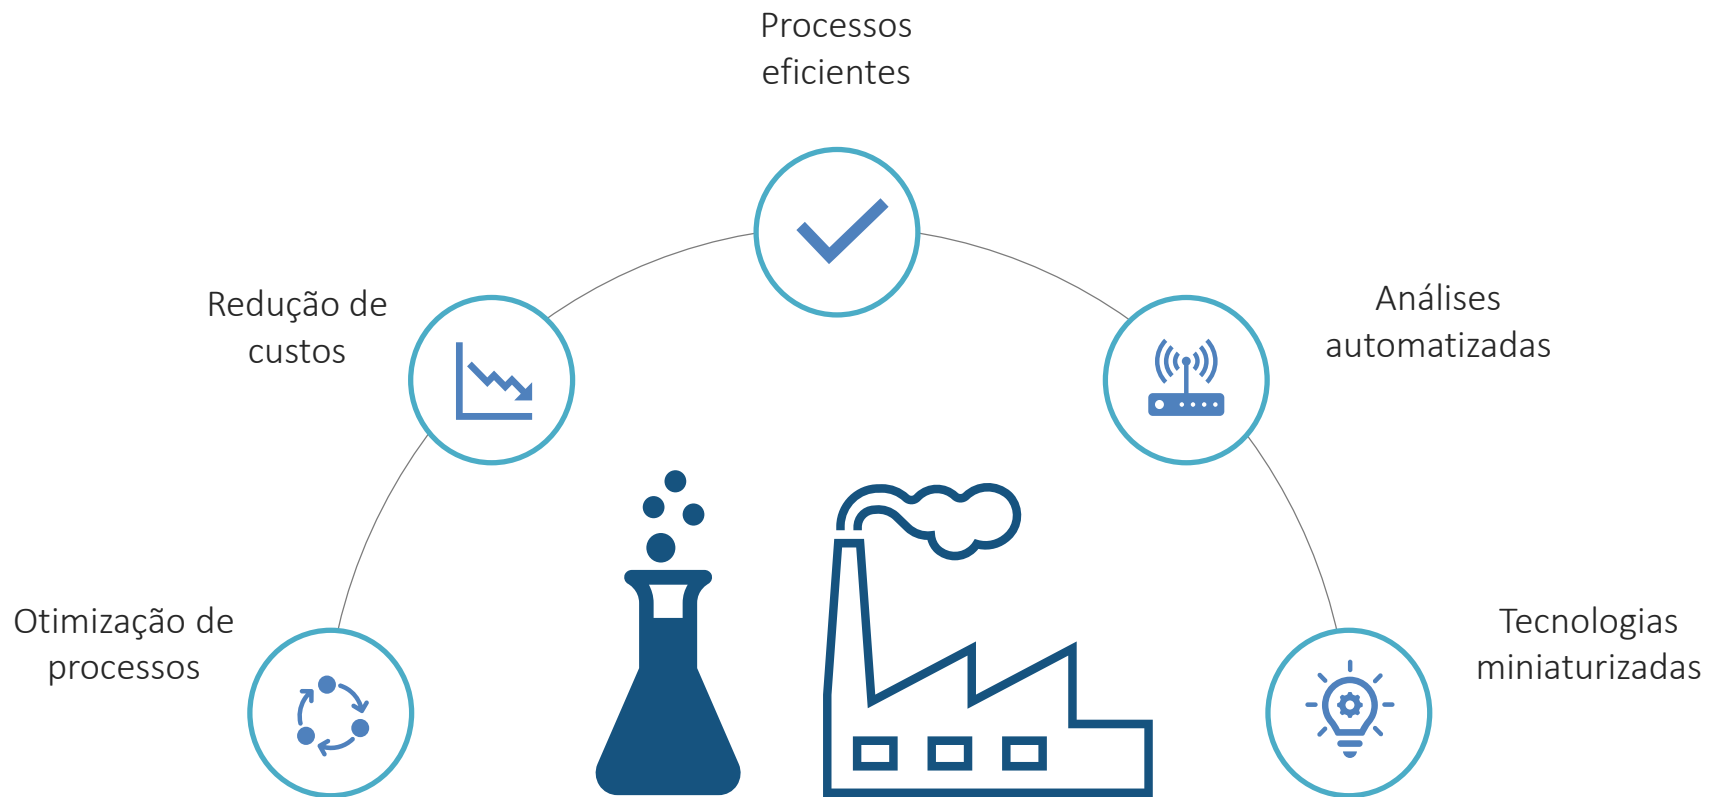 Processos
eficientes
Redução de
custos
Análises
automatizadas
Otimização de
processos
Tecnologias
miniaturizadas